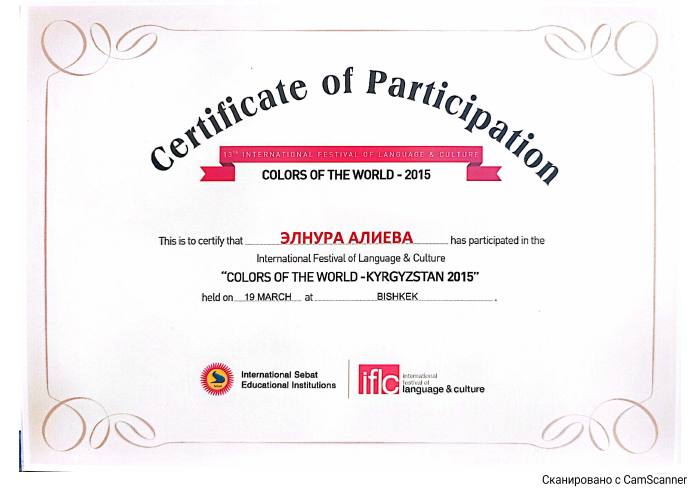 Certificate of Participation
13TH INTERNATIONAL FESTIVAL OF LANGUAGE & CULTURE
COLORS OF THE WORLD - 2015
This is to certify that ЭЛНУРА АЛИЕВА has participated in the
International Festival of Language & Culture
“COLORS OF THE WORLD -KYRGYZSTAN 2015”
held on 19 MARCH at BISHKEK .
International Sebat
Educational Institutions
iflc
international
festival of
language & culture
Сканировано с CamScanner